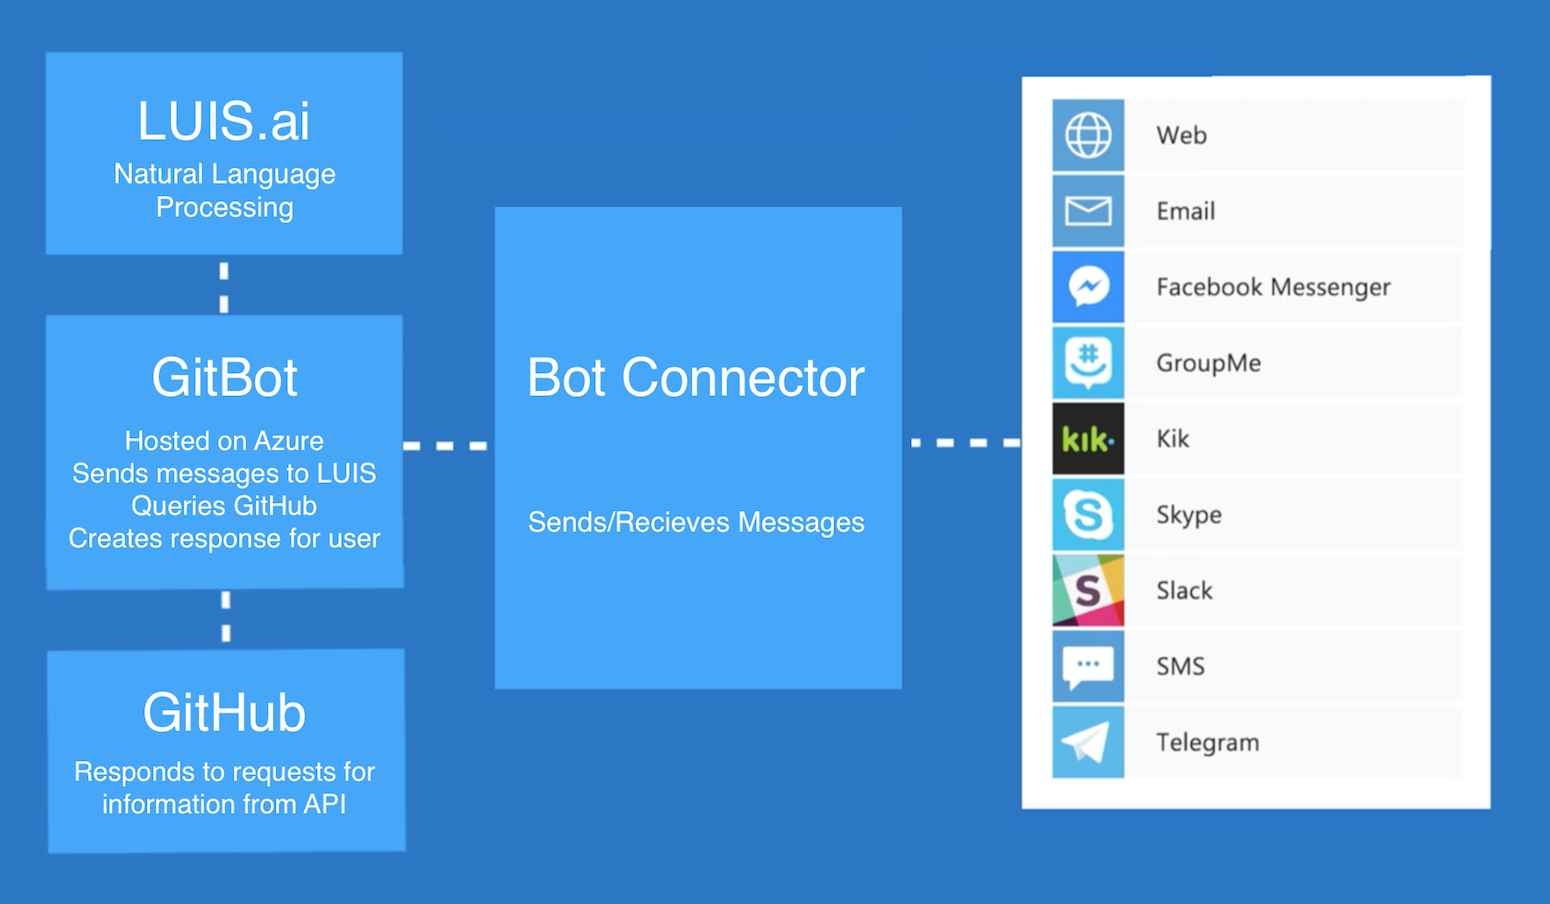 LUIS.ai
Natural Language
Processing
GitBot
Hosted on Azure
Sends messages to LUIS
Queries GitHub
Creates response for user
GitHub
Responds to requests for
information from API
Bot Connector
Sends/Recieves Messages
Web
Email
Facebook Messenger
GroupMe
kik
Kik
Skype
Slack
SMS
Telegram